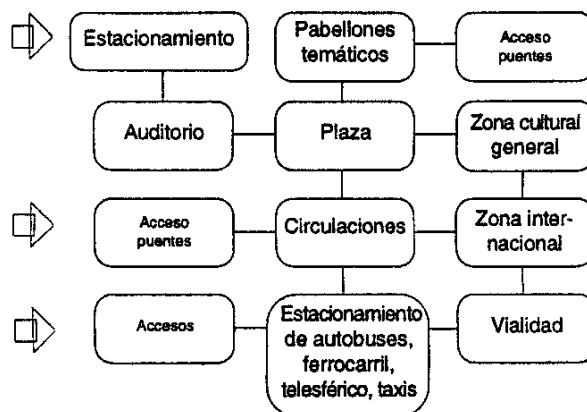 Estacionamiento
Pabellones
temáticos
Acceso
puentes
Auditorio
Plaza
Zona cultural
general
Acceso
puentes
Circulaciones
Zona inter-
nacional
Accesos
Estacionamiento
de autobuses,
ferrocarril,
telesférico, taxis
Vialidad